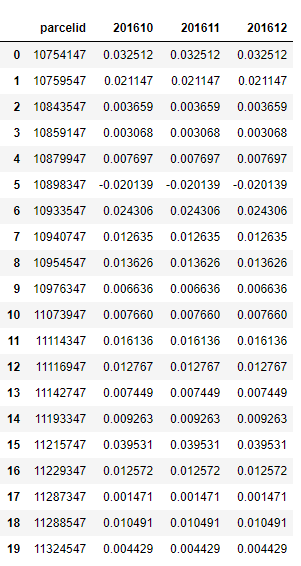 parcelid 201610 201611 201612
0 10754147 0.032512 0.032512 0.032512
1 10759547 0.021147 0.021147 0.021147
2 10843547 0.003659 0.003659 0.003659
3 10859147 0.003068 0.003068 0.003068
4 10879947 0.007697 0.007697 0.007697
5 10898347 -0.020139 -0.020139 -0.020139
6 10933547 0.024306 0.024306 0.024306
7 10940747 0.012635 0.012635 0.012635
8 10954547 0.013626 0.013626 0.013626
9 10976347 0.006636 0.006636 0.006636
10 11073947 0.007660 0.007660 0.007660
11 11114347 0.016136 0.016136 0.016136
12 11116947 0.012767 0.012767 0.012767
13 11142747 0.007449 0.007449 0.007449
14 11193347 0.009263 0.009263 0.009263
15 11215747 0.039531 0.039531 0.039531
16 11229347 0.012572 0.012572 0.012572
17 11287347 0.001471 0.001471 0.001471
18 11288547 0.010491 0.010491 0.010491
19 11324547 0.004429 0.004429 0.004429